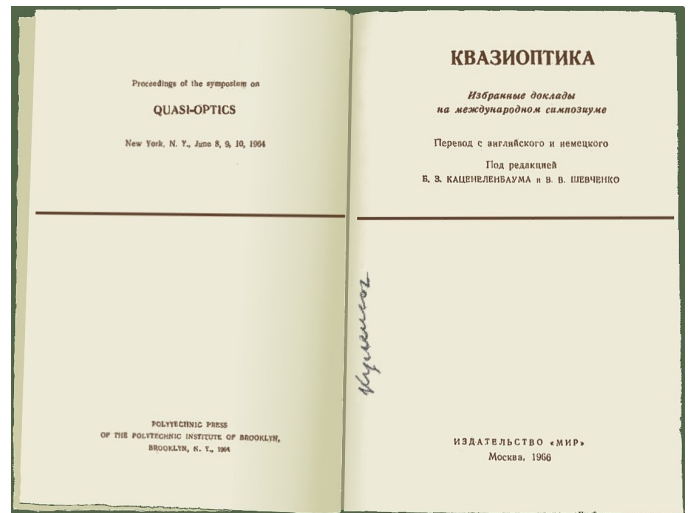 Proceedings of the symposium on
QUASI-OPTICS
New York, N. Y., June 8, 9, 10, 1964
POLYTECHNIC PRESS
OF THE POLYTECHNIC INSTITUTE OF BROOKLYN,
BROOKLYN, N. Y., 1964
КВАЗИОПТИКА
Избранные доклады
на международном симпозиуме
Перевод с английского и немецкого
Под редакцией
Б. З. КАЦЕНЕЛЕНБАУМА и В. В. ШЕВЧЕНКО
ИЗДАТЕЛЬСТВО «МИР»
Москва, 1966